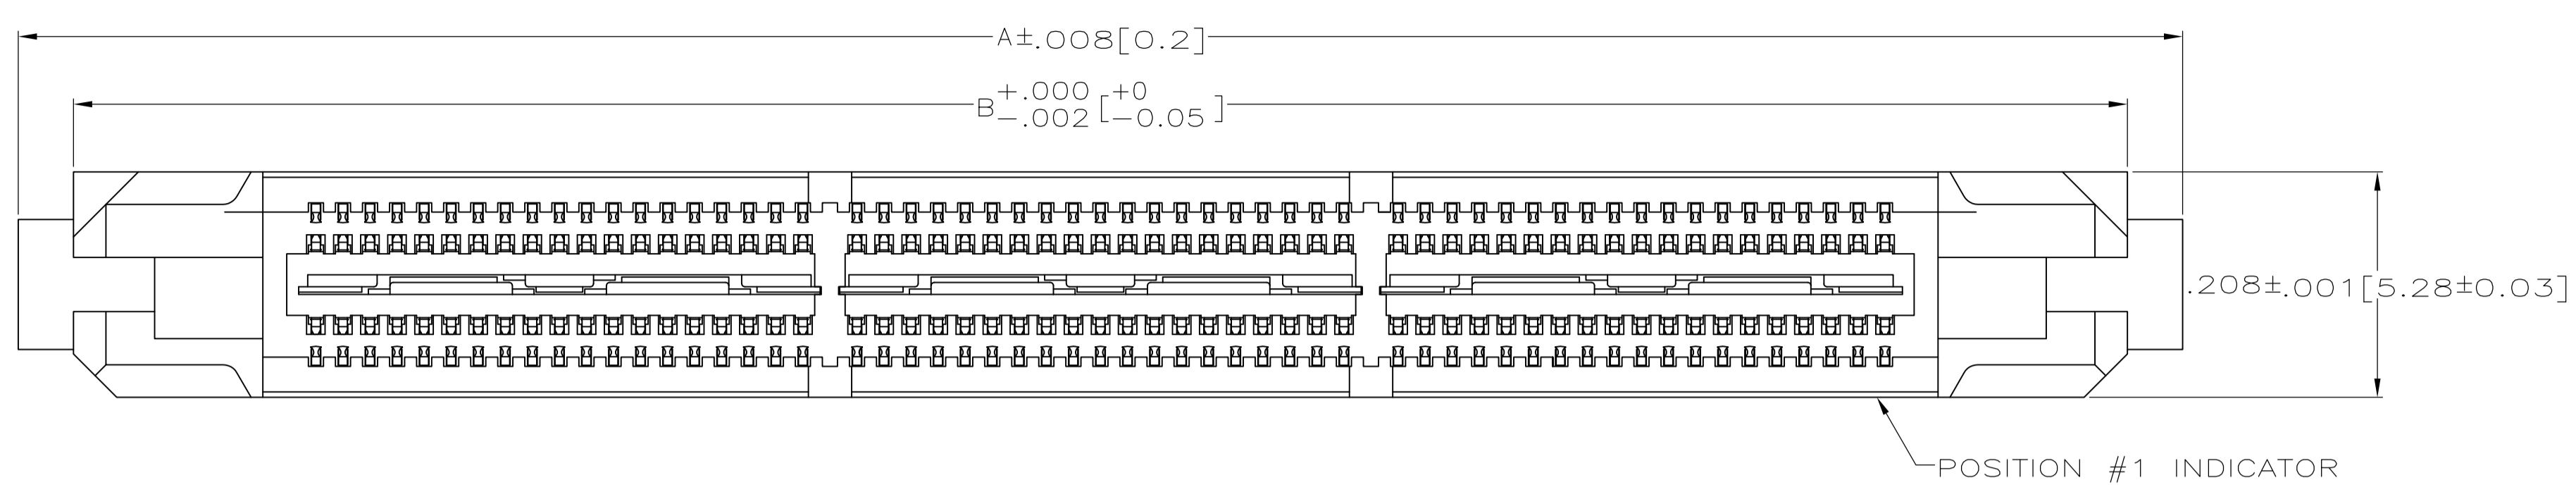 A±.008[0.2]
B+.000 [+0
-.002 [-0.05]
.208±.001[5.28±0.03]
POSITION #1 INDICATOR